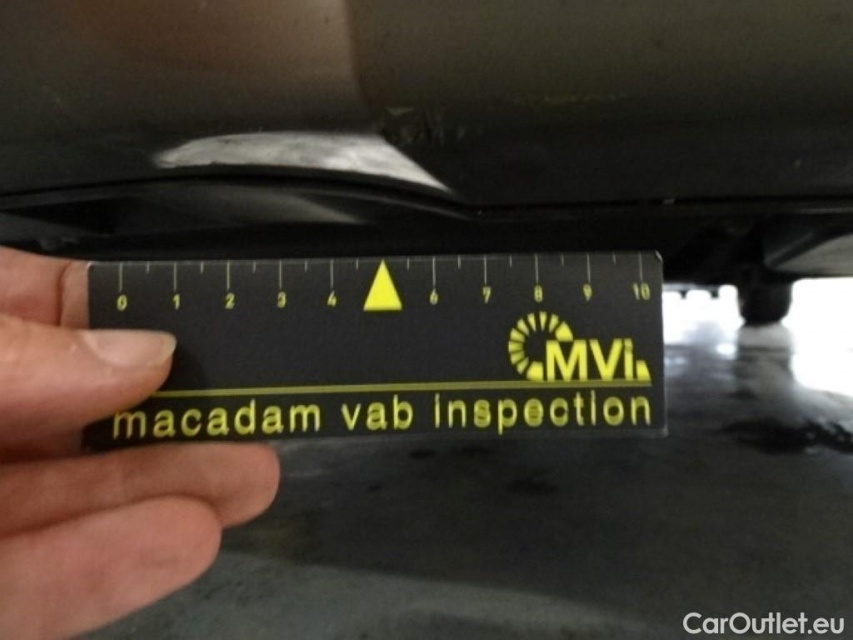 0 1 2 3 4 6 7 8 9 10
MVi
macadam vab inspection
CarOutlet.eu